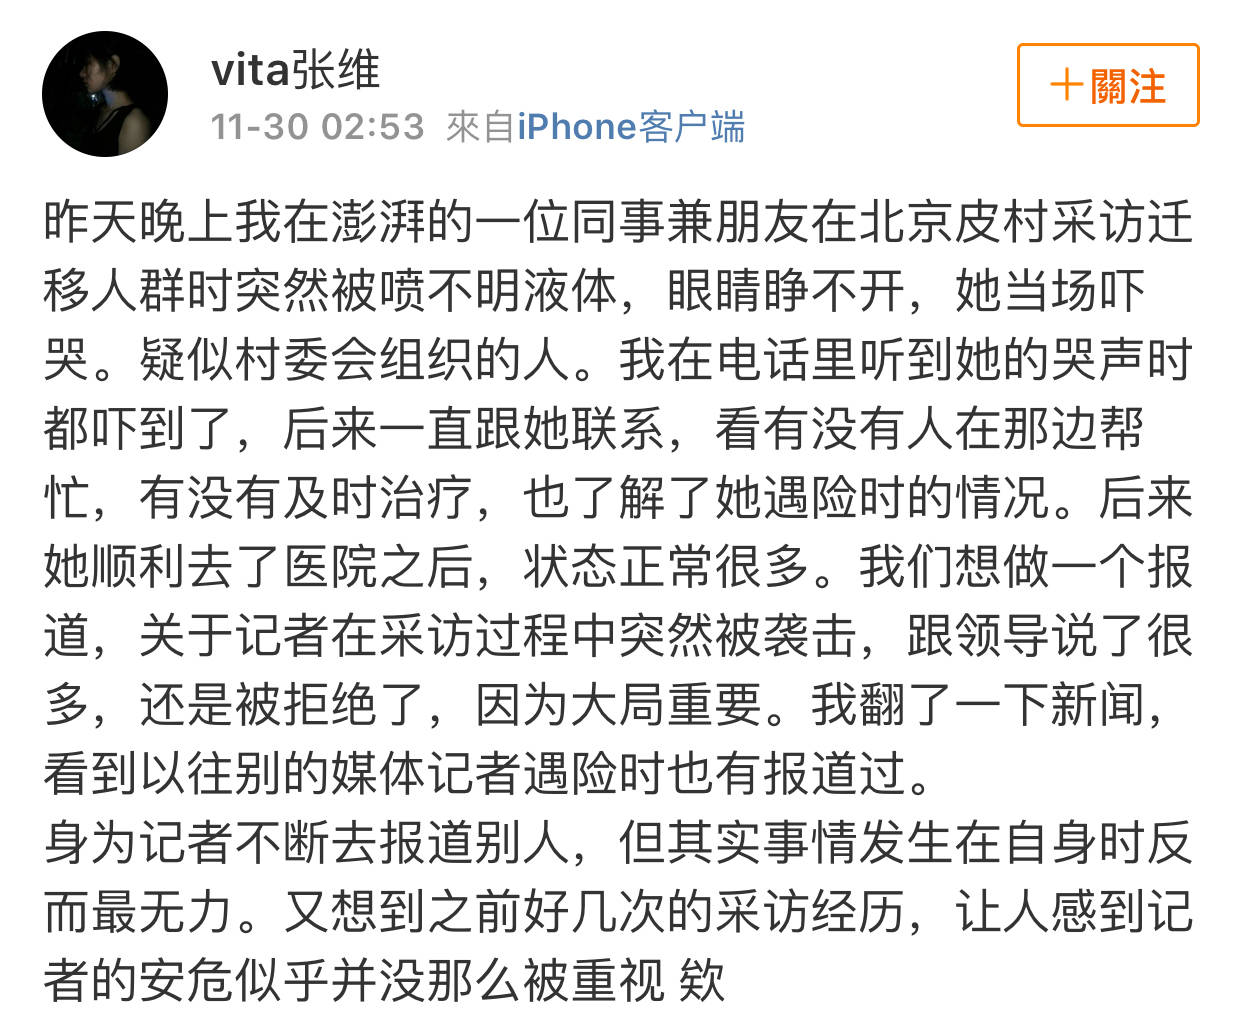 vita张维
11-30 02:53 來自iPhone客户端
＋關注
昨天晚上我在澎湃的一位同事兼朋友在北京皮村采访迁
移人群时突然被喷不明液体，眼睛睁不开，她当场吓
哭。疑似村委会组织的人。我在电话里听到她的哭声时
都吓到了，后来一直跟她联系，看有没有人在那边帮
忙，有没有及时治疗，也了解了她遇险时的情况。后来
她顺利去了医院之后，状态正常很多。我们想做一个报
道，关于记者在采访过程中突然被袭击，跟领导说了很
多，还是被拒绝了，因为大局重要。我翻了一下新闻，
看到以往别的媒体记者遇险时也有报道过。
身为记者不断去报道别人，但其实事情发生在自身时反
而最无力。又想到之前好几次的采访经历，让人感到记
者的安危似乎并没那么被重视 欸